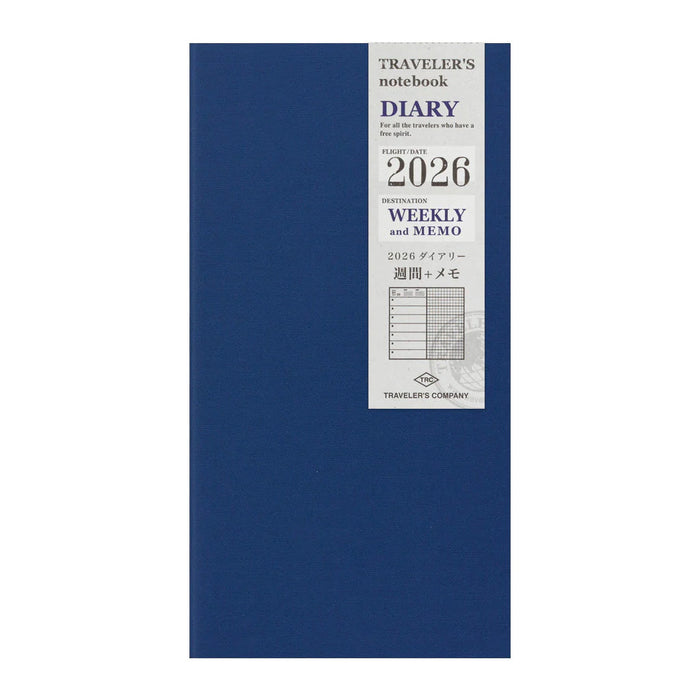 TRAVELER'S
notebook
DIARY
For all the travelers who have a
free spirit.
FLIGHT/DATE
2026
DESTINATION
WEEKLY
and MEMO
2026 ダイアリー
週間+メモ
TRC
TRAVELER'S COMPANY